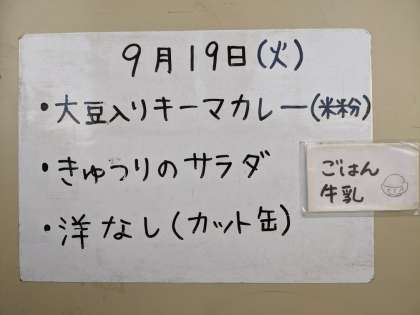 9月19日(火)
・大豆入りキーマカレー(米粉)
・きゅうりのサラダ
・洋なし(カット缶)
ごはん
牛乳